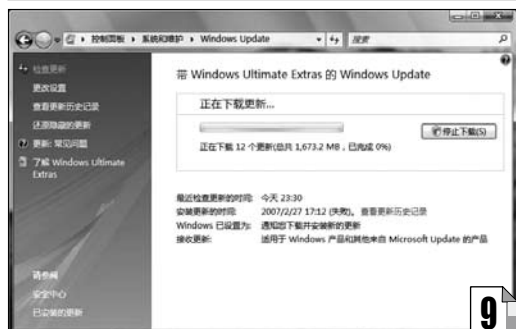 控制面板 ▸ 系统和维护 ▸ Windows Update
搜索
检查更新
更改设置
查看更新历史记录
还原隐藏的更新
更新: 常见问题
了解 Windows Ultimate
Extras
请参阅
安全中心
已安装的更新
带 Windows Ultimate Extras 的 Windows Update
正在下载更新...
停止下载(S)
正在下载 12 个更新(总共 1,673.2 MB，已完成 0%)
最近检查更新的时间: 今天 23:30
安装更新的时间: 2007/2/27 17:12 (失败)。查看更新历史记录
Windows 已设置为: 通知您下载并安装新的更新
接收更新: 适用于 Windows 产品和其他来自 Microsoft Update 的产品
9